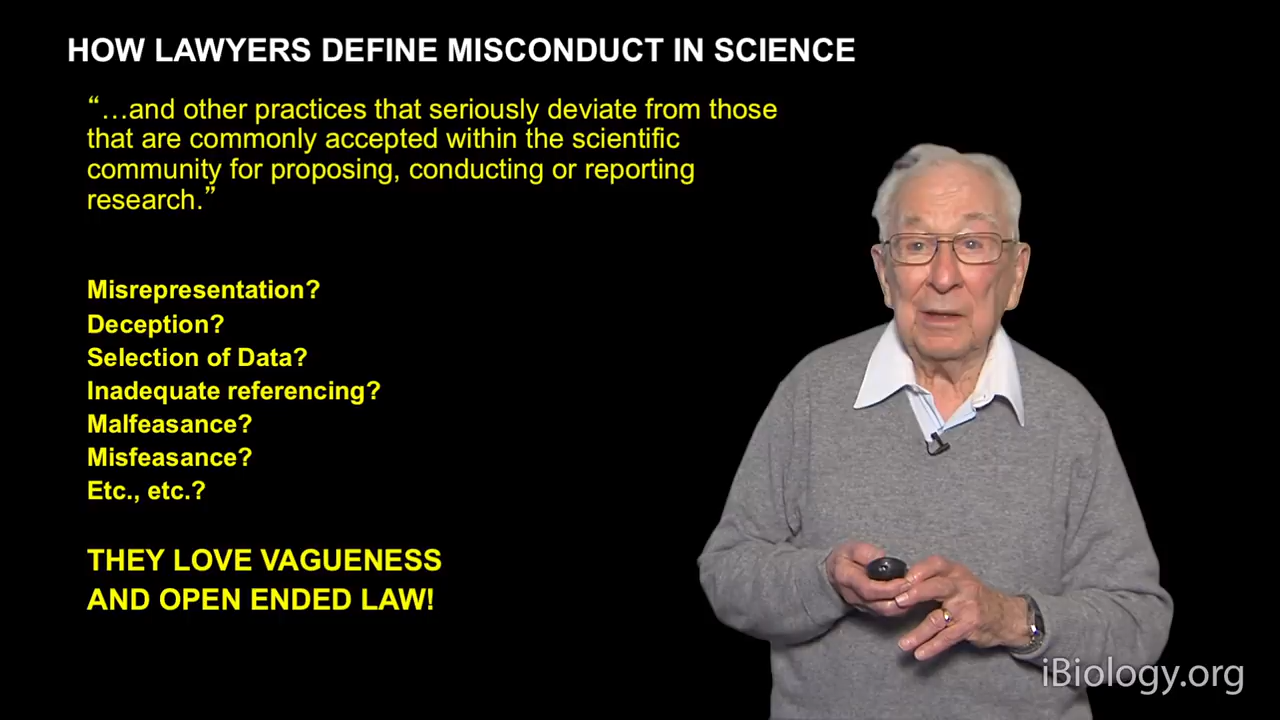 HOW LAWYERS DEFINE MISCONDUCT IN SCIENCE
“…and other practices that seriously deviate from those
that are commonly accepted within the scientific
community for proposing, conducting or reporting
research.”
Misrepresentation?
Deception?
Selection of Data?
Inadequate referencing?
Malfeasance?
Misfeasance?
Etc., etc.?
THEY LOVE VAGUENESS
AND OPEN ENDED LAW!
iBiology.org